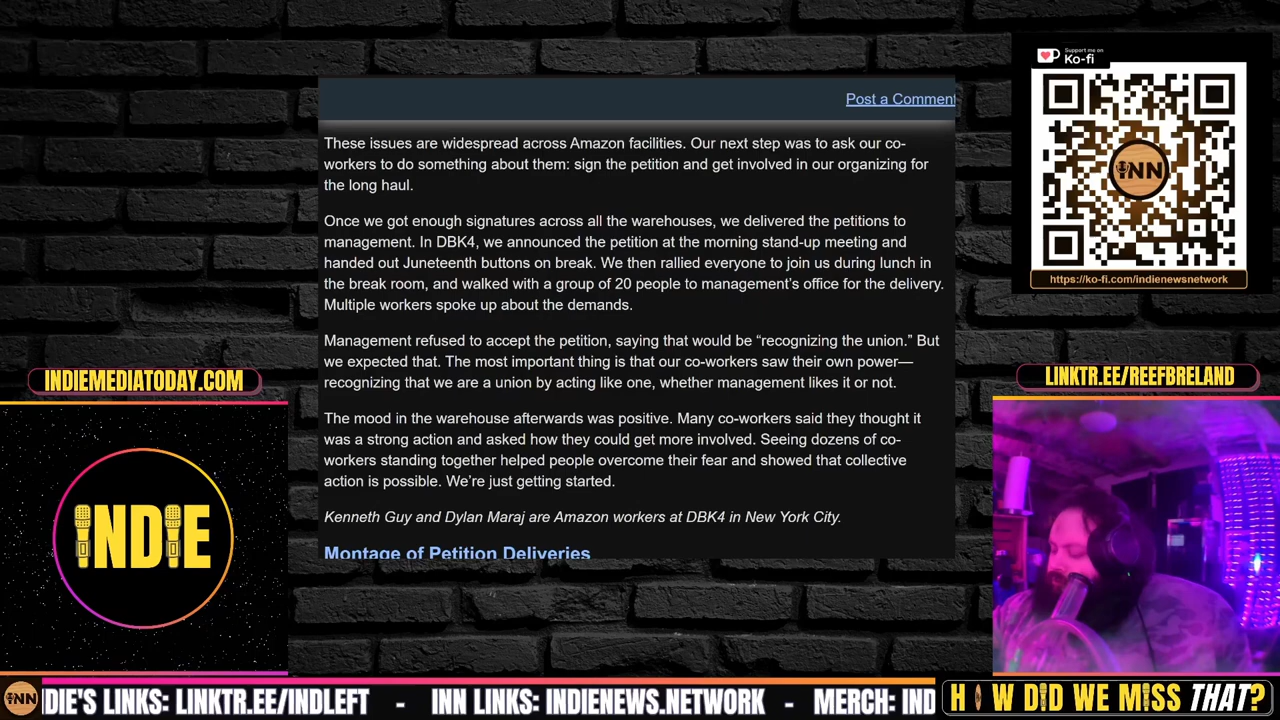 Post a Comment
These issues are widespread across Amazon facilities. Our next step was to ask our co-
workers to do something about them: sign the petition and get involved in our organizing for
the long haul.
Once we got enough signatures across all the warehouses, we delivered the petitions to
management. In DBK4, we announced the petition at the morning stand-up meeting and
handed out Juneteenth buttons on break. We then rallied everyone to join us during lunch in
the break room, and moved with a group of 20 people to management's office for the delivery.
Multiple workers spoke up about the demands.
Management refused to accept the petition, saying that would be “recognizing the union.” But
we expected that. The most important thing is that our co-workers saw their own power—
recognizing that we are a union by acting like one, whether management likes it or not.
The mood in the warehouse afterwards was positive. Many co-workers said they thought it
was a strong action and asked how they could get more involved. Seeing dozens of co-
workers standing together helped people overcome their fear and showed that collective
action is possible. We're just getting started.
Kenneth Guy and Dylan Maraj are Amazon workers at DBK4 in New York City.
Montage of Petition Deliveries
Support me on
Ko-fi
INN
https://ko-fi.com/indienewsnetwork
INDIEMEDIATODAY.COM
LINKTR.EE/REEFBRELAND
INDIE
INN
DIE'S LINKS: LINKTR.EE/INDLEFT - INN LINKS: INDIENEWS.NETWORK - MERCH: IND
HOW DID WE MISS THAT?